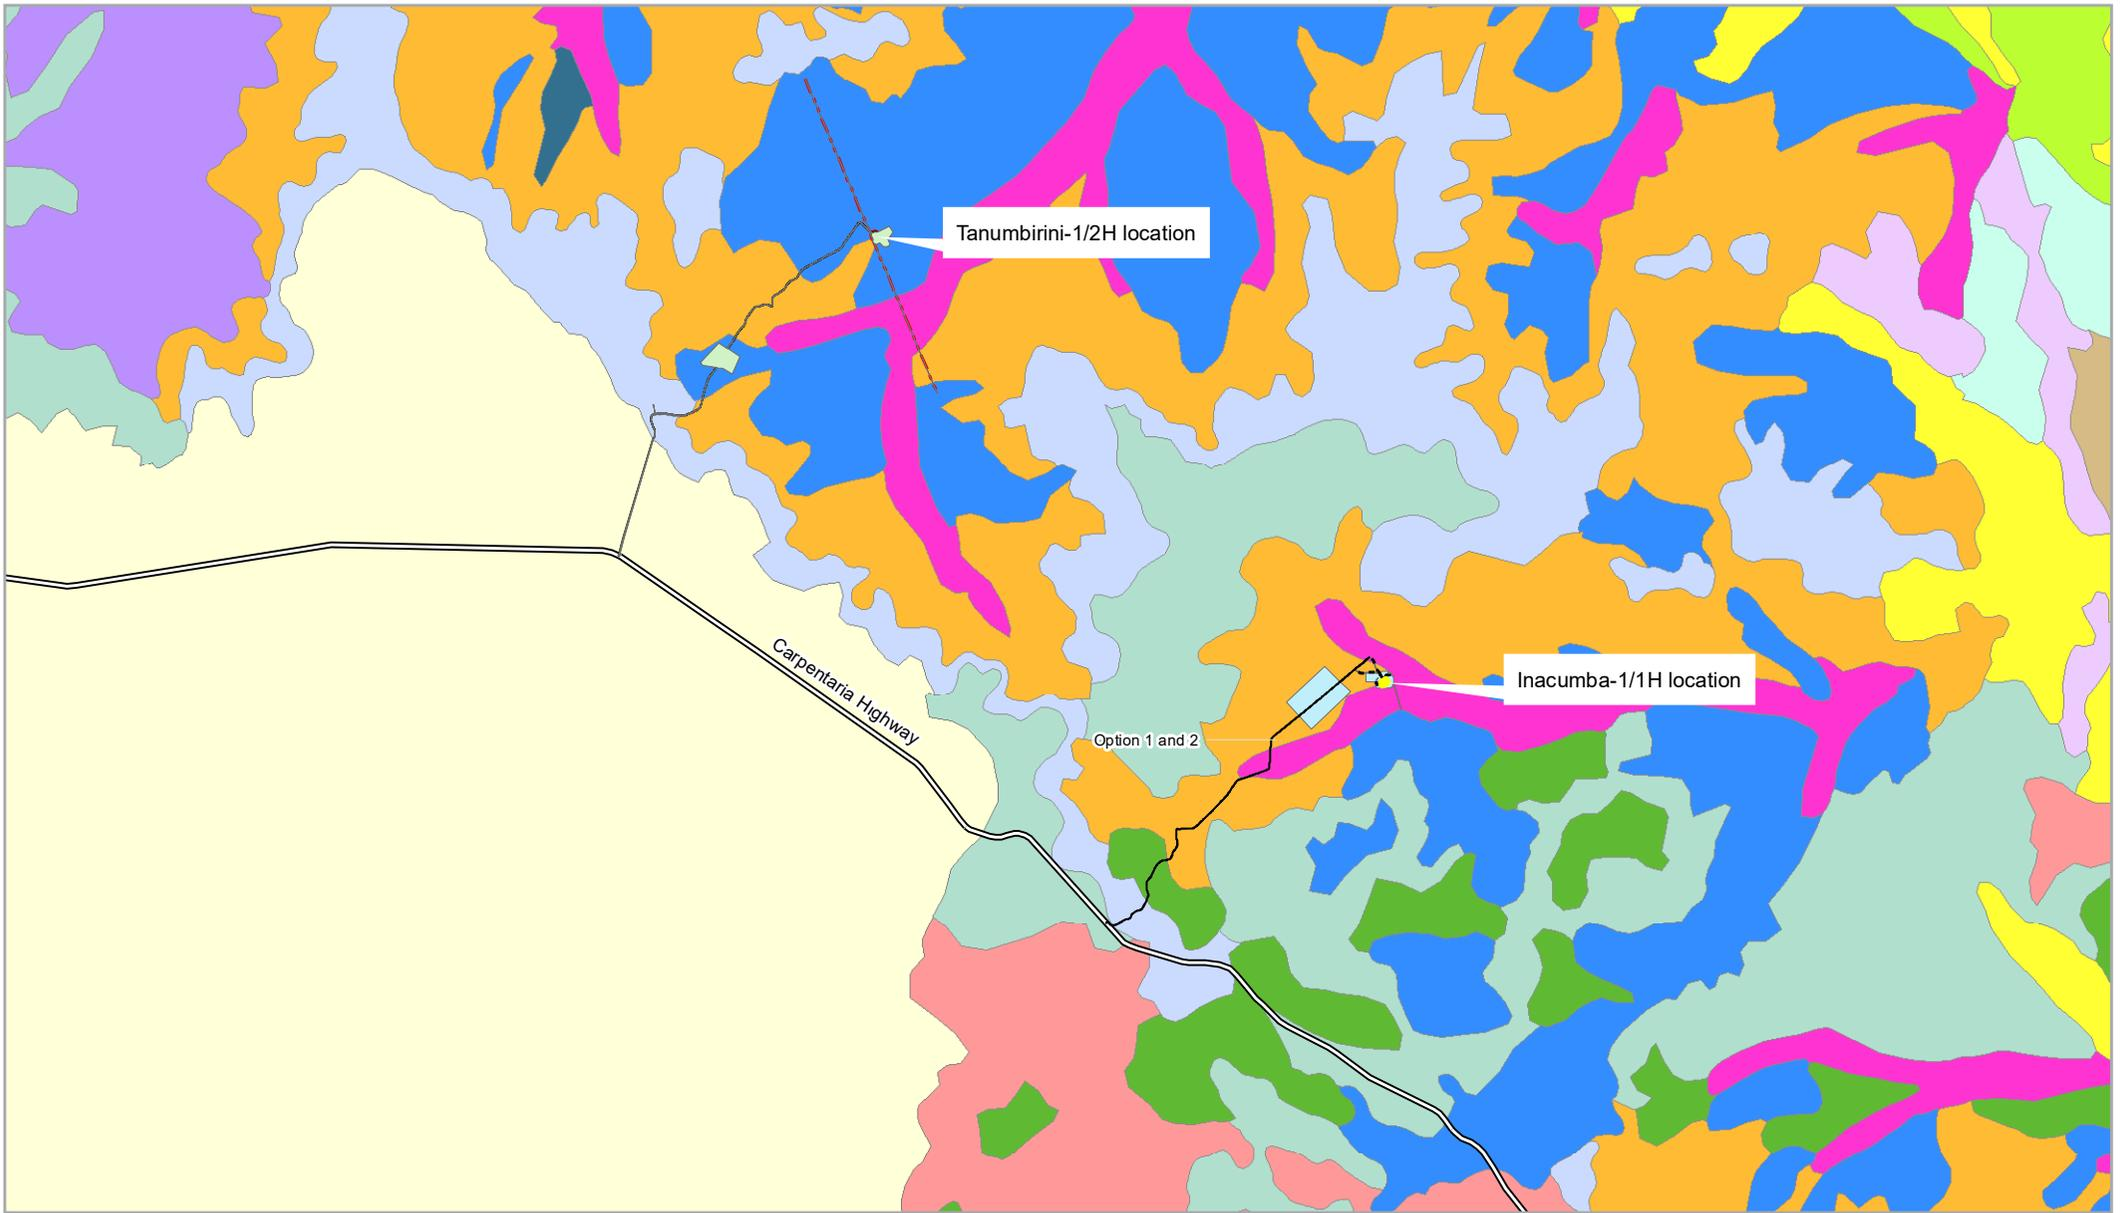 Tanumbirini-1/2H location
Carpentaria Highway
Inacumba-1/1H location
Option 1 and 2